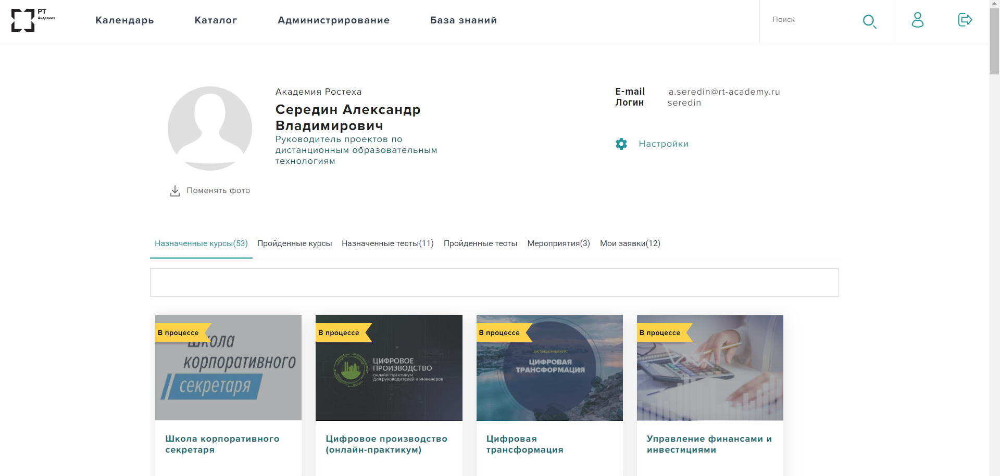 РТ
Академия
Календарь
Каталог
Администрирование
База знаний
Поиск
Академия Ростеха
Середин Александр
Владимирович
Руководитель проектов по
дистанционным образовательным
технологиям
E-mail a.seredin@rt-academy.ru
Логин seredin
Настройки
Поменять фото
Назначенные курсы(53) Пройденные курсы Назначенные тесты(11) Пройденные тесты Мероприятия(3) Мои заявки(12)
В процессе
Школа
корпоративного
секретаря
В процессе
ЦИФРОВОЕ
ПРОИЗВОДСТВО
онлайн-практикум
для руководителей и инженеров
В процессе
ДИСТАНЦИОННЫЙ КУРС
ЦИФРОВАЯ
ТРАНСФОРМАЦИЯ
В процессе
Школа корпоративного
секретаря
Цифровое производство
(онлайн-практикум)
Цифровая
трансформация
Управление финансами и
инвестициями